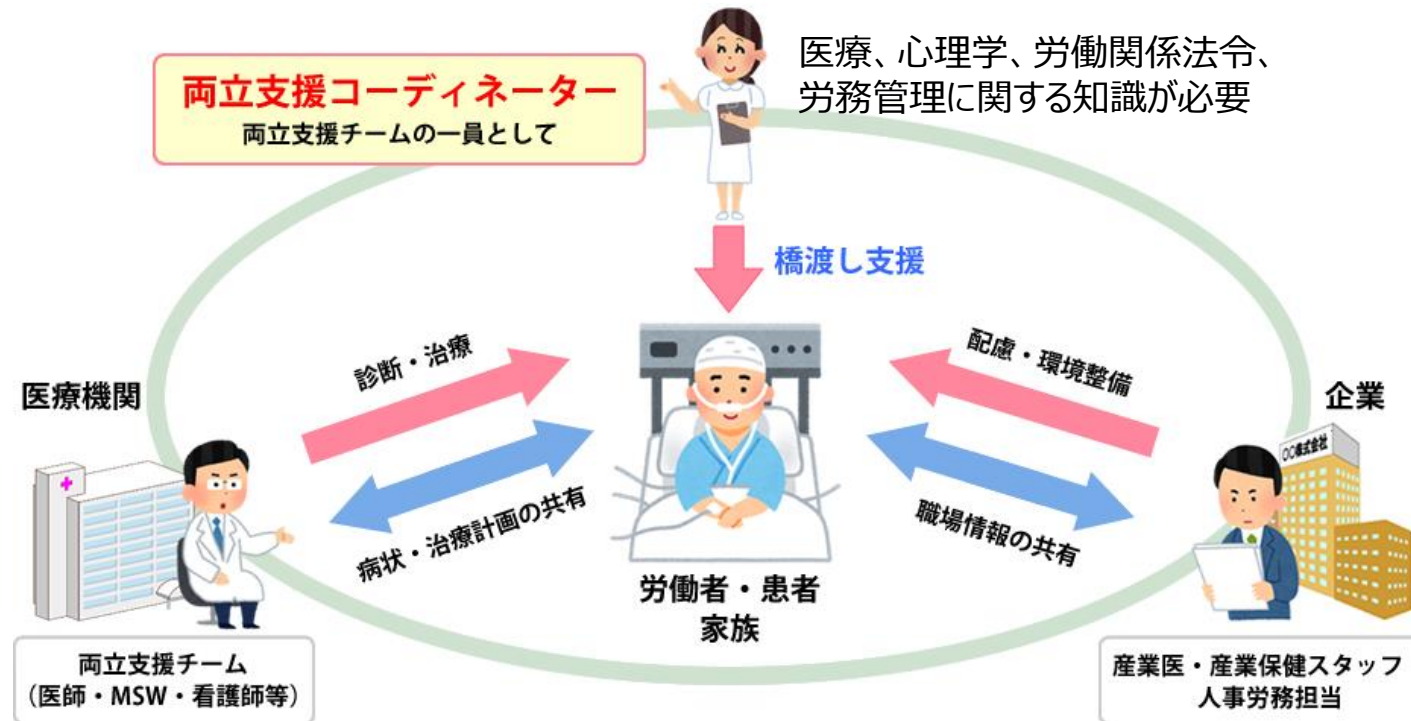 両立支援コーディネーター
両立支援チームの一員として
医療、心理学、労働関係法令、
労務管理に関する知識が必要
橋渡し支援
診断・治療
配慮・環境整備
医療機関
企業
○○株式会社
病状・治療計画の共有
職場情報の共有
労働者・患者
家族
両立支援チーム
（医師・MSW・看護師等）
産業医・産業保健スタッフ
人事労務担当